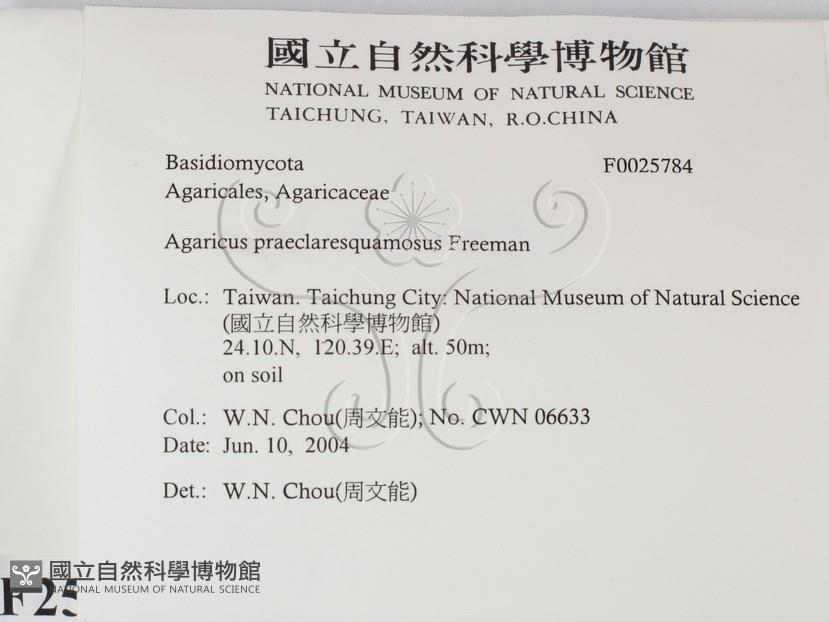 國立自然科學博物館
NATIONAL MUSEUM OF NATURAL SCIENCE
TAICHUNG, TAIWAN, R.O.CHINA
Basidiomycota F0025784
Agaricales, Agaricaceae
Agaricus praeclaresquamosus Freeman
Loc.: Taiwan. Taichung City: National Museum of Natural Science
(國立自然科學博物館)
24.10.N, 120.39.E; alt. 50m;
on soil
Col.: W.N. Chou(周文能); No. CWN 06633
Date: Jun. 10, 2004
Det.: W.N. Chou(周文能)
國立自然科學博物館
NATIONAL MUSEUM OF NATURAL SCIENCE
F25